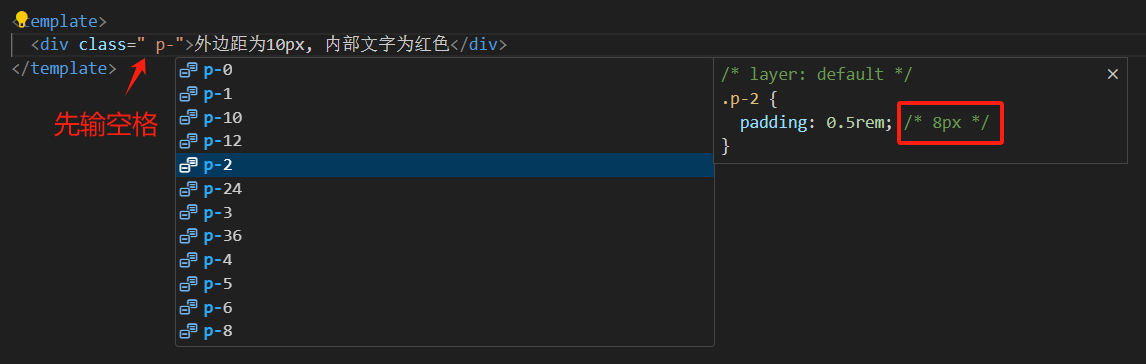 <template>
<div class=" p-">外边距为10px, 内部文字为红色</div>
</template>
先输空格
p-0
p-1
p-10
p-12
p-2
p-24
p-3
p-36
p-4
p-5
p-6
p-8
/* layer: default */
.p-2 {
padding: 0.5rem; /* 8px */
}